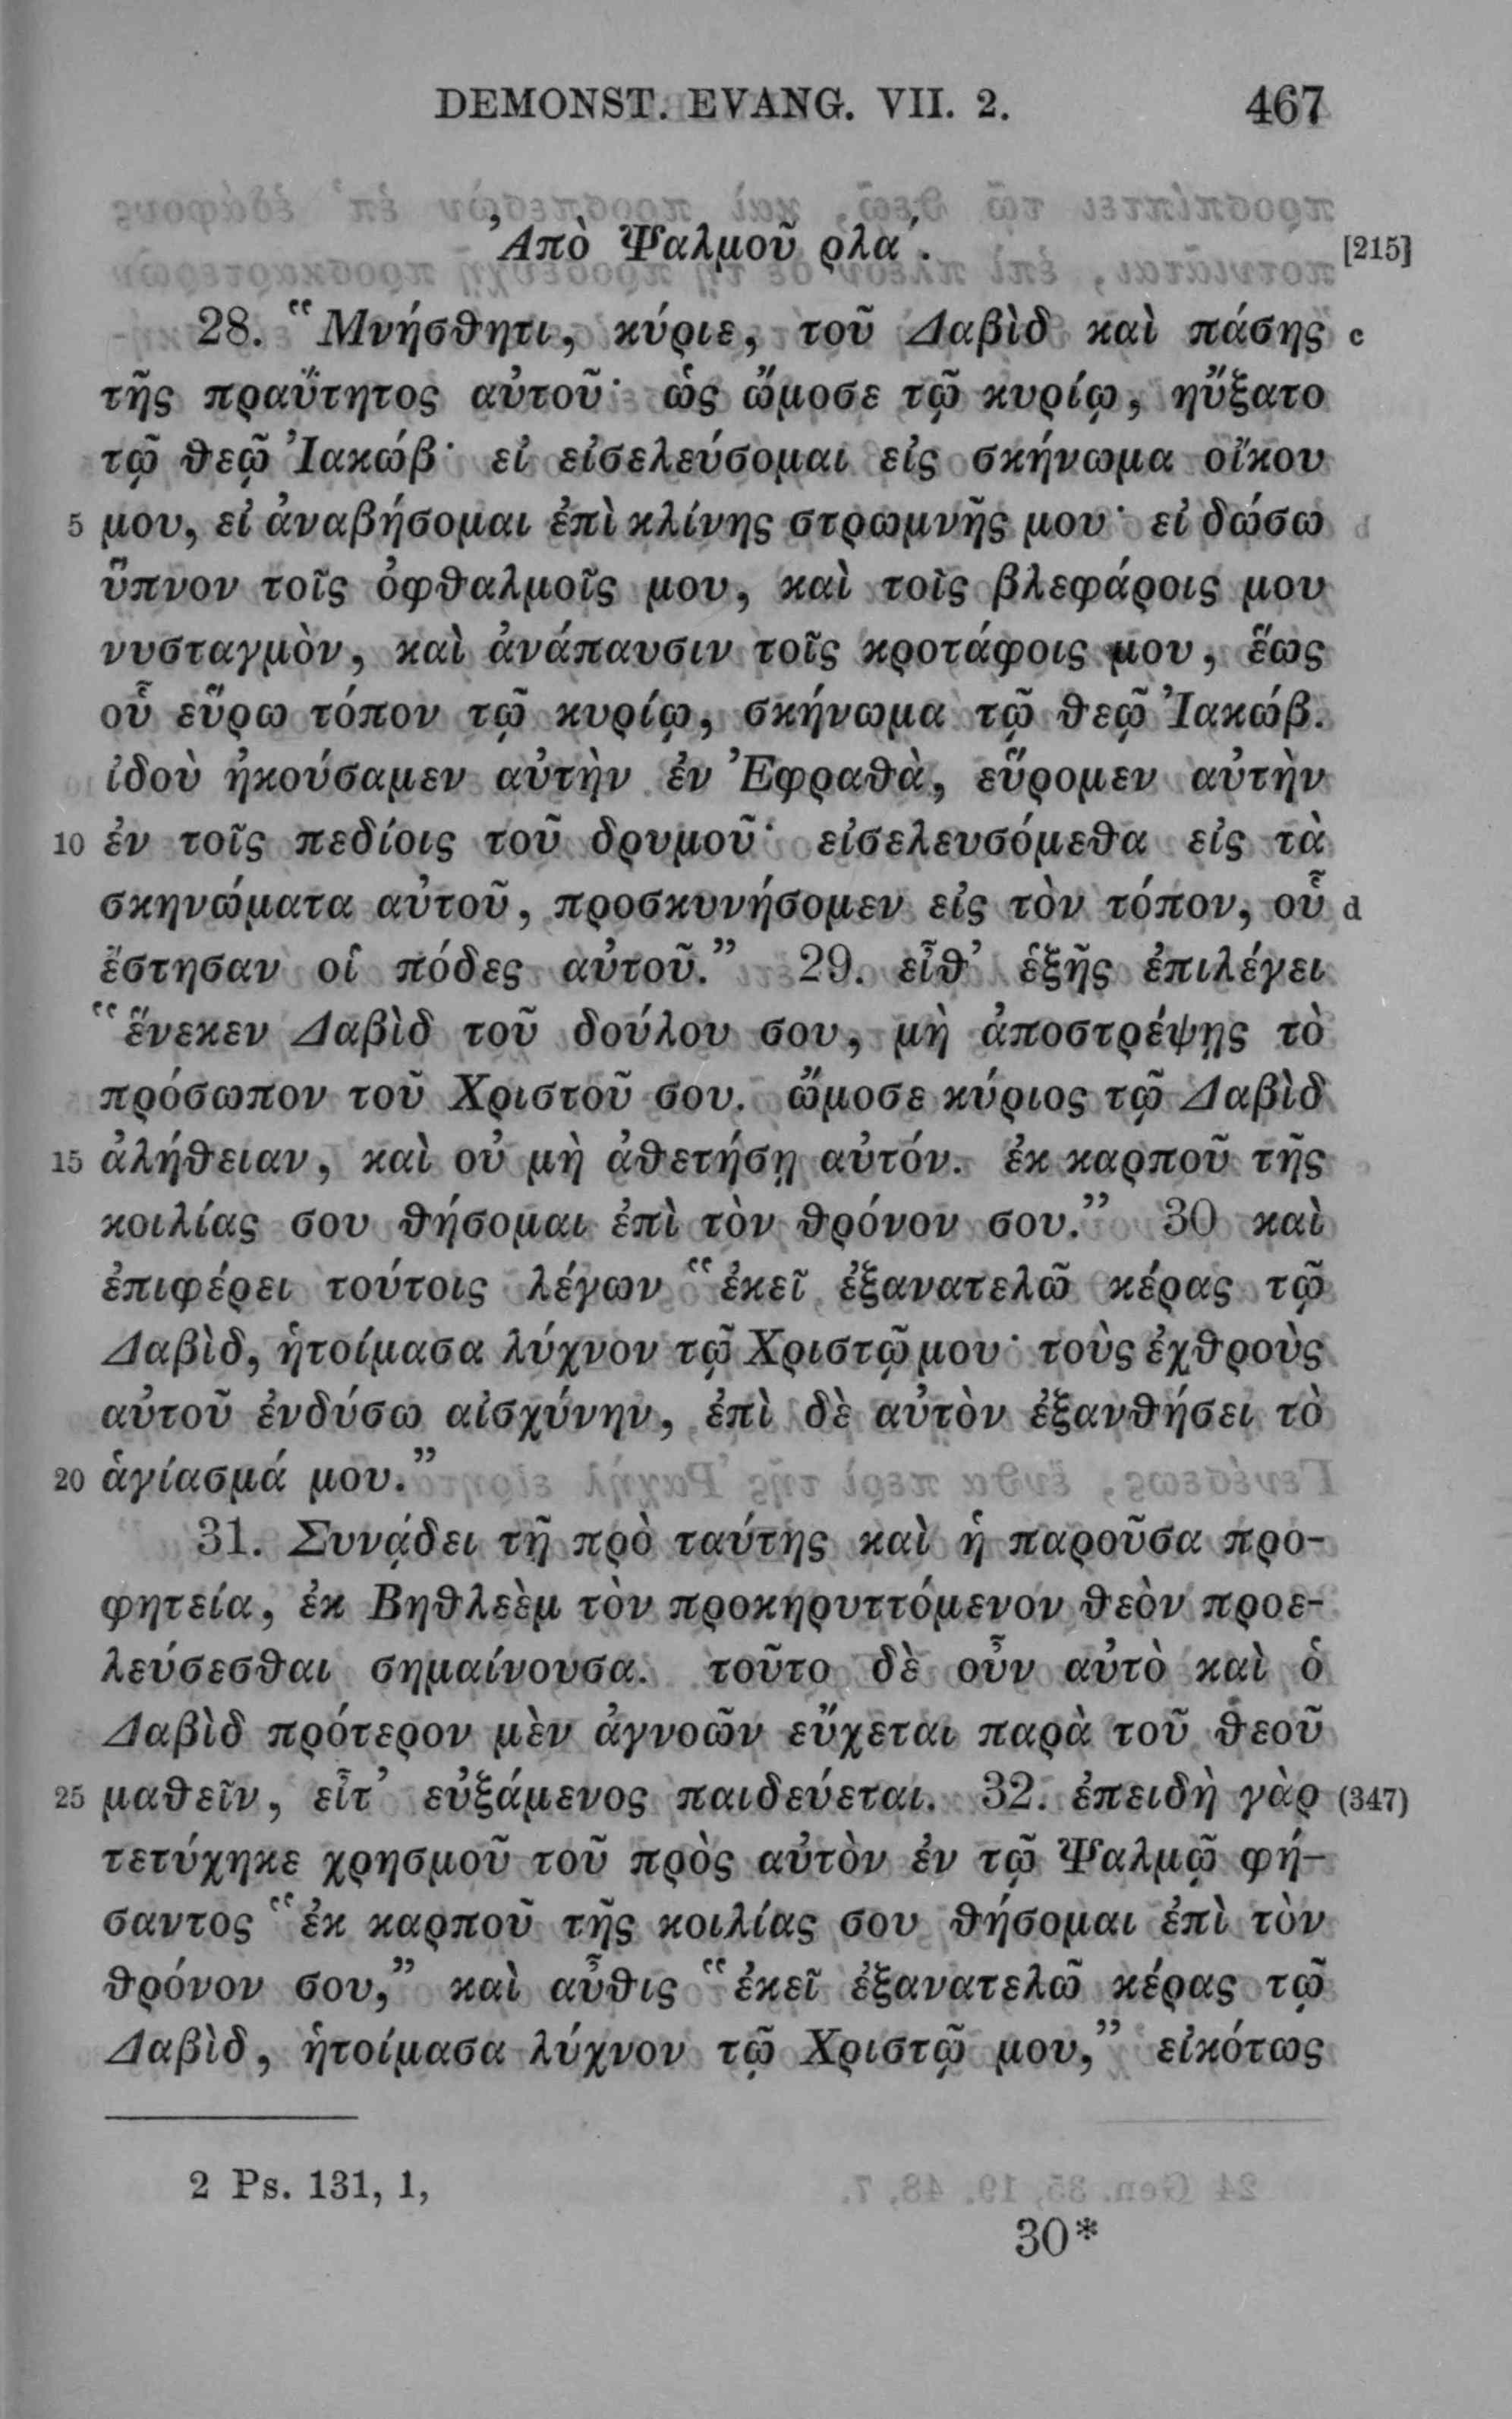 DEMONST. EVANG. VII. 2. 467
Ἀπὸ Ψαλμοῦ ρλα΄. [215]
28. “Μνήσθητι, κύριε, τοῦ Δαβὶδ καὶ πάσης c
τῆς πραΰτητος αὐτοῦ· ὡς ὤμοσε τῷ κυρίῳ, ηὔξατο
τῷ θεῷ Ἰακώβ· εἰ εἰσελεύσομαι εἰς σκήνωμα οἴκου
5 μου, εἰ ἀναβήσομαι ἐπὶ κλίνης στρωμνῆς μου· εἰ δώσω
ὕπνον τοῖς ὀφθαλμοῖς μου, καὶ τοῖς βλεφάροις μου
νυσταγμὸν, καὶ ἀνάπαυσιν τοῖς κροτάφοις μου, ἕως
οὗ εὕρω τόπον τῷ κυρίῳ, σκήνωμα τῷ θεῷ Ἰακώβ.
ἰδοὺ ἠκούσαμεν αὐτὴν ἐν Ἐφραθὰ, εὕρομεν αὐτὴν
10 ἐν τοῖς πεδίοις τοῦ δρυμοῦ· εἰσελευσόμεθα εἰς τὰ
σκηνώματα αὐτοῦ, προσκυνήσομεν εἰς τὸν τόπον, οὗ d
ἔστησαν οἱ πόδες αὐτοῦ.” 29. εἶθ’ ἑξῆς ἐπιλέγει
“ἕνεκεν Δαβὶδ τοῦ δούλου σου, μὴ ἀποστρέψῃς τὸ
πρόσωπον τοῦ Χριστοῦ σου. ὤμοσε κύριος τῷ Δαβὶδ
15 ἀλήθειαν, καὶ οὐ μὴ ἀθετήσῃ αὐτόν. ἐκ καρποῦ τῆς
κοιλίας σου θήσομαι ἐπὶ τὸν θρόνον σου.” 30 καὶ
ἐπιφέρει τούτοις λέγων “ἐκεῖ ἐξανατελῶ κέρας τῷ
Δαβὶδ, ἡτοίμασα λύχνον τῷ Χριστῷ μου· τοὺς ἐχθροὺς
αὐτοῦ ἐνδύσω αἰσχύνην, ἐπὶ δὲ αὐτὸν ἐξανθήσει τὸ
20 ἁγίασμά μου.”
31. Συνᾴδει τῇ πρὸ ταύτης καὶ ἡ παροῦσα προ-
φητεία, ἐκ Βηθλεὲμ τὸν προκηρυττόμενον θεὸν προε-
λεύσεσθαι σημαίνουσα. τοῦτο δὲ οὖν αὐτὸ καὶ ὁ
Δαβὶδ πρότερον μὲν ἀγνοῶν εὔχεται παρὰ τοῦ θεοῦ
25 μαθεῖν, εἶτ’ εὐξάμενος παιδεύεται. 32. ἐπειδὴ γὰρ (347)
τετύχηκε χρησμοῦ τοῦ πρὸς αὐτὸν ἐν τῷ Ψαλμῷ φή-
σαντος “ἐκ καρποῦ τῆς κοιλίας σου θήσομαι ἐπὶ τὸν
θρόνον σου,” καὶ αὖθις “ἐκεῖ ἐξανατελῶ κέρας τῷ
Δαβὶδ, ἡτοίμασα λύχνον τῷ Χριστῷ μου,” εἰκότως
2 Ps. 131, 1,
30*